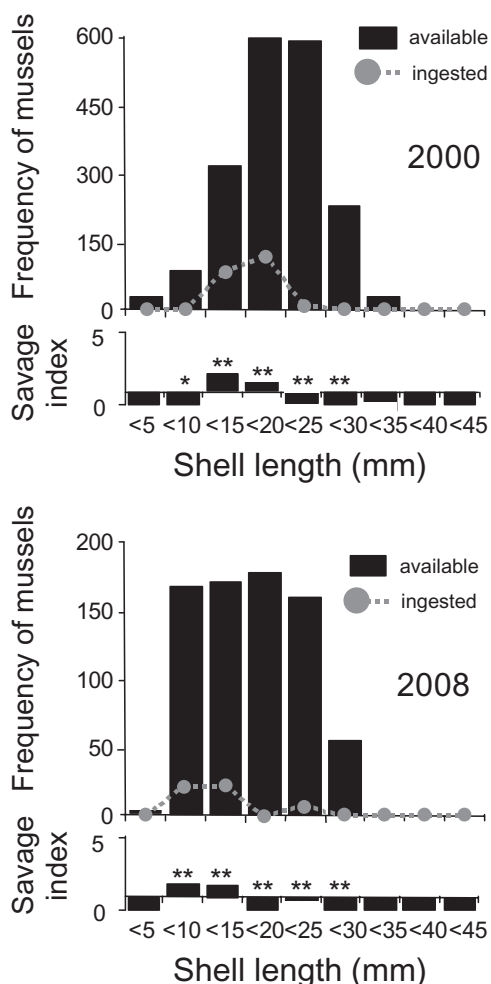 600
450
300
150
0
Frequency of mussels
available
ingested
2000
5
0
Savage
index
* ** ** ** **
<5 <10 <15 <20 <25 <30 <35 <40 <45
Shell length (mm)
200
150
100
50
0
Frequency of mussels
available
ingested
2008
5
0
Savage
index
** ** ** ** **
<5 <10 <15 <20 <25 <30 <35 <40 <45
Shell length (mm)